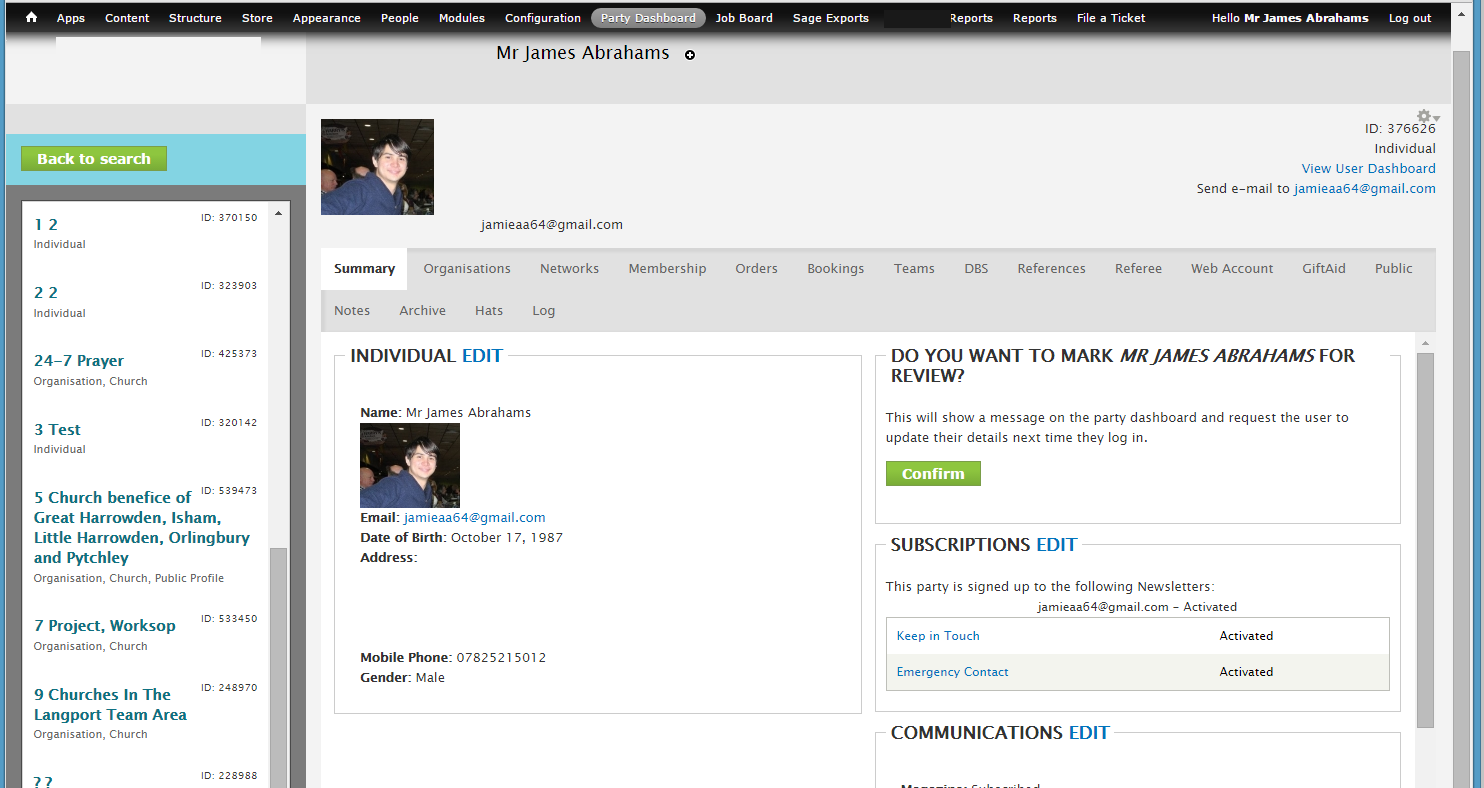 Apps Content Structure Store Appearance People Modules Configuration Party Dashboard Job Board Sage Exports Reports Reports File a Ticket Hello Mr James Abrahams Log out
Mr James Abrahams
Back to search
1 2 ID: 370150
Individual
2 2 ID: 323903
Individual
24-7 Prayer ID: 425373
Organisation, Church
3 Test ID: 320142
Individual
5 Church benefice of ID: 539473
Great Harrowden, Isham,
Little Harrowden, Orlingbury
and Pytchley
Organisation, Church, Public Profile
7 Project, Worksop ID: 533450
Organisation, Church
9 Churches In The ID: 248970
Langport Team Area
Organisation, Church
? ? ID: 228988
ID: 376626
Individual
View User Dashboard
Send e-mail to jamieaa64@gmail.com
jamieaa64@gmail.com
Summary Organisations Networks Membership Orders Bookings Teams DBS References Referee Web Account GiftAid Public
Notes Archive Hats Log
INDIVIDUAL EDIT
Name: Mr James Abrahams
Email: jamieaa64@gmail.com
Date of Birth: October 17, 1987
Address:
Mobile Phone: 07825215012
Gender: Male
DO YOU WANT TO MARK MR JAMES ABRAHAMS FOR
REVIEW?
This will show a message on the party dashboard and request the user to
update their details next time they log in.
Confirm
SUBSCRIPTIONS EDIT
This party is signed up to the following Newsletters:
jamieaa64@gmail.com - Activated
Keep in Touch Activated
Emergency Contact Activated
COMMUNICATIONS EDIT
Magazine: Subscribed